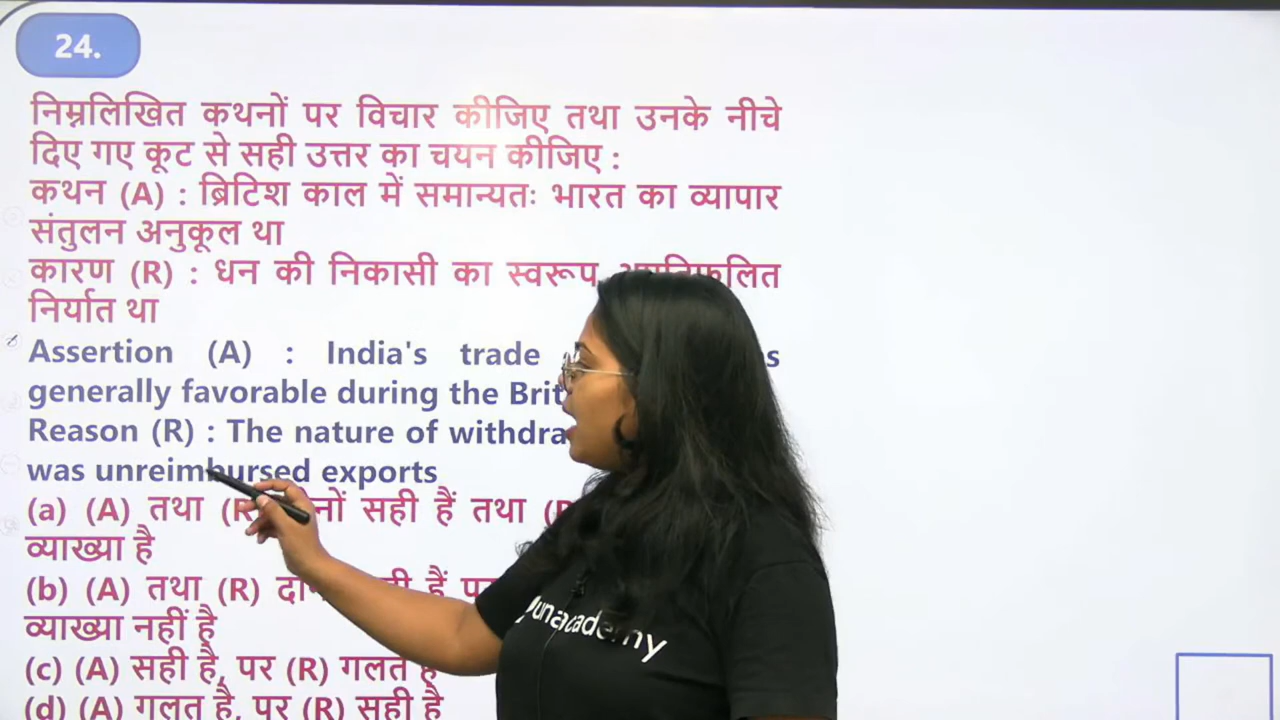 24.
निम्नलिखित कथनों पर विचार कीजिए तथा उनके नीचे
दिए गए कूट से सही उत्तर का चयन कीजिए :
कथन (A) : ब्रिटिश काल में समान्यतः भारत का व्यापार
संतुलन अनुकूल था
कारण (R) : धन की निकासी का स्वरूप
निर्यात था
Assertion (A) : India's trade
generally favorable during the
Reason (R) : The nature of
was unreimbursed exports
(a) (A) तथा सही हैं तथा
व्याख्या है
(b) (A) तथा (R) हैं
व्याख्या नहीं है
(c) (A) सही है, पर (R) गलत है
(d) (A) गलत है, पर (R) सही है
unacademy